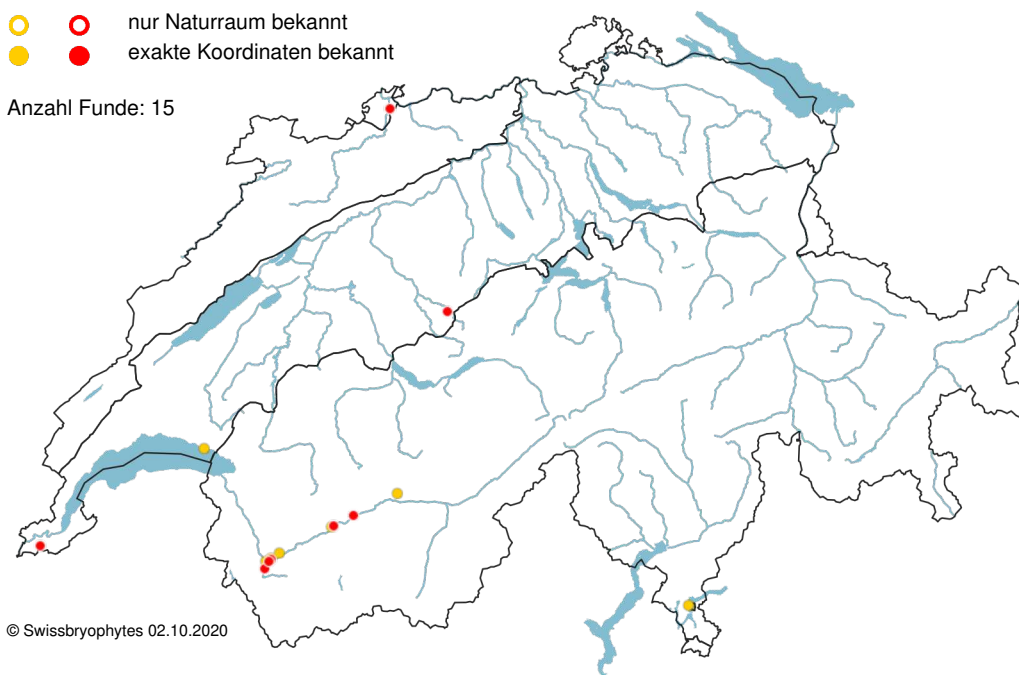 nur Naturraum bekannt
exakte Koordinaten bekannt
Anzahl Funde: 15
© Swissbryophytes 02.10.2020